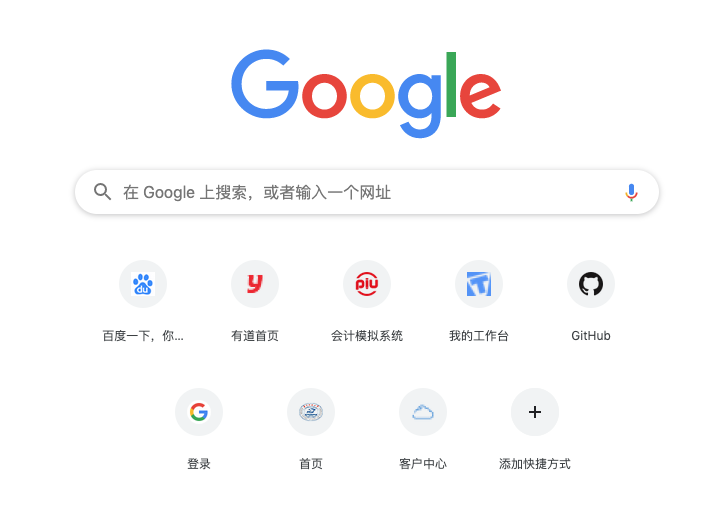 Google
在 Google 上搜索，或者输入一个网址
du
y
piu
T
百度一下，你...
有道首页
会计模拟系统
我的工作台
GitHub
G
登录
首页
客户中心
添加快捷方式